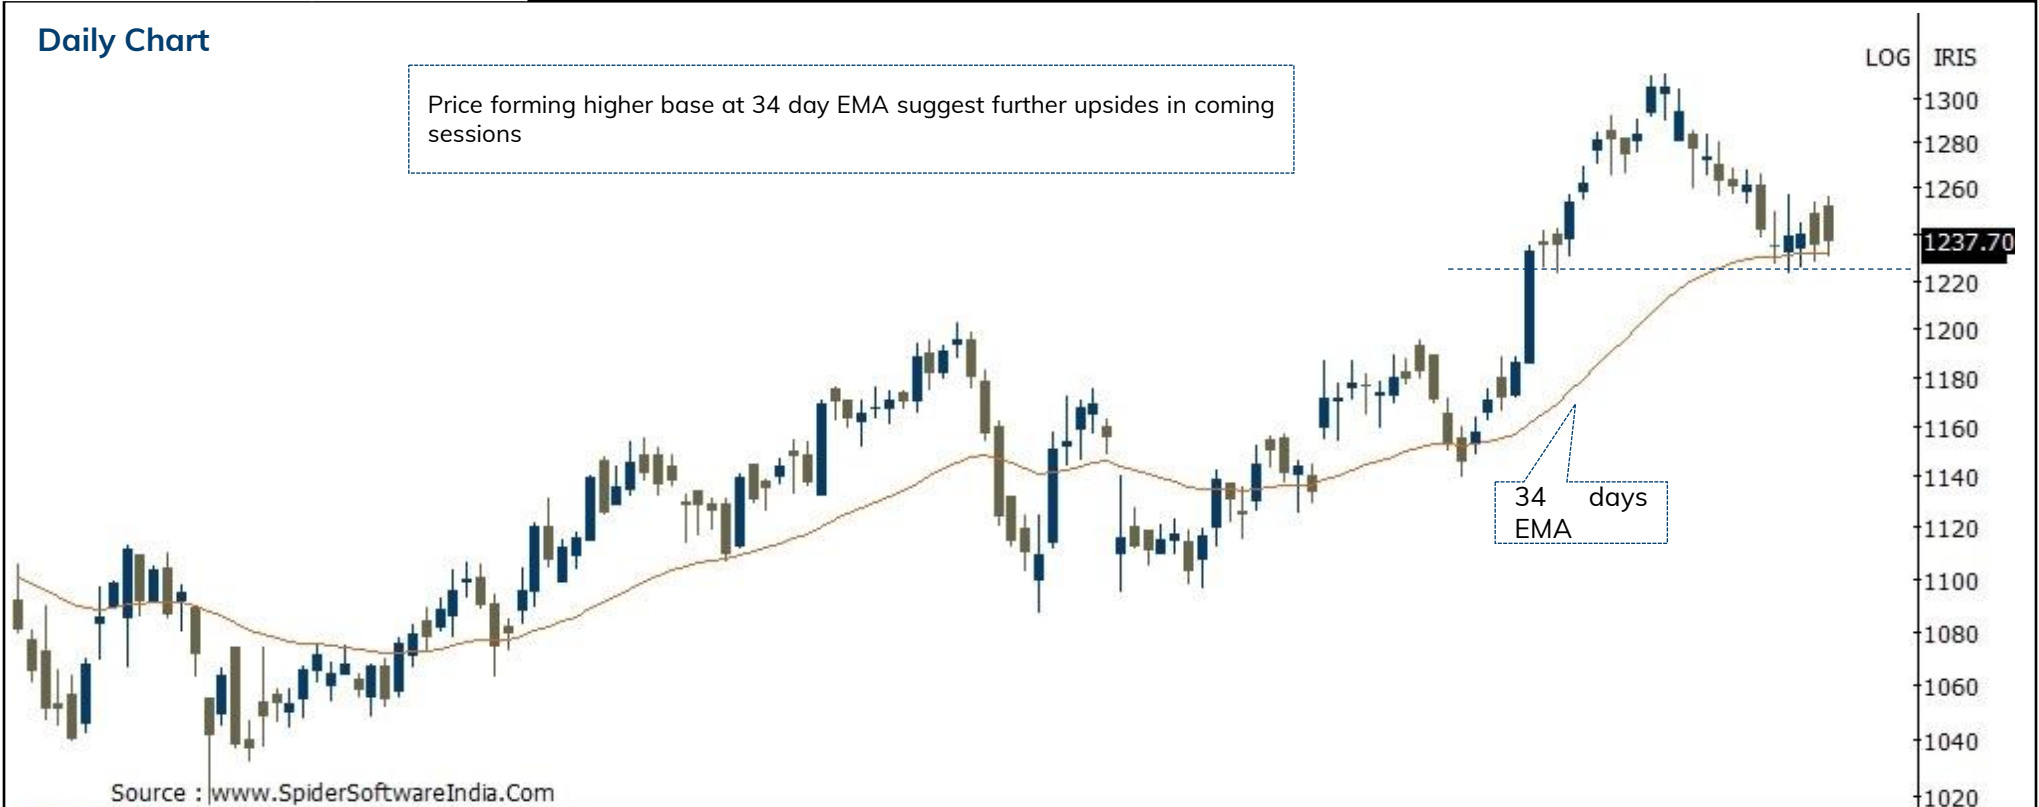 Daily Chart
LOG IRIS
Price forming higher base at 34 day EMA suggest further upsides in coming
sessions
1300
1280
1260
1237.70
1220
1200
1180
1160
1140
34 days
EMA
1120
1100
1080
1060
1040
1020
Source : www.SpiderSoftwareIndia.Com